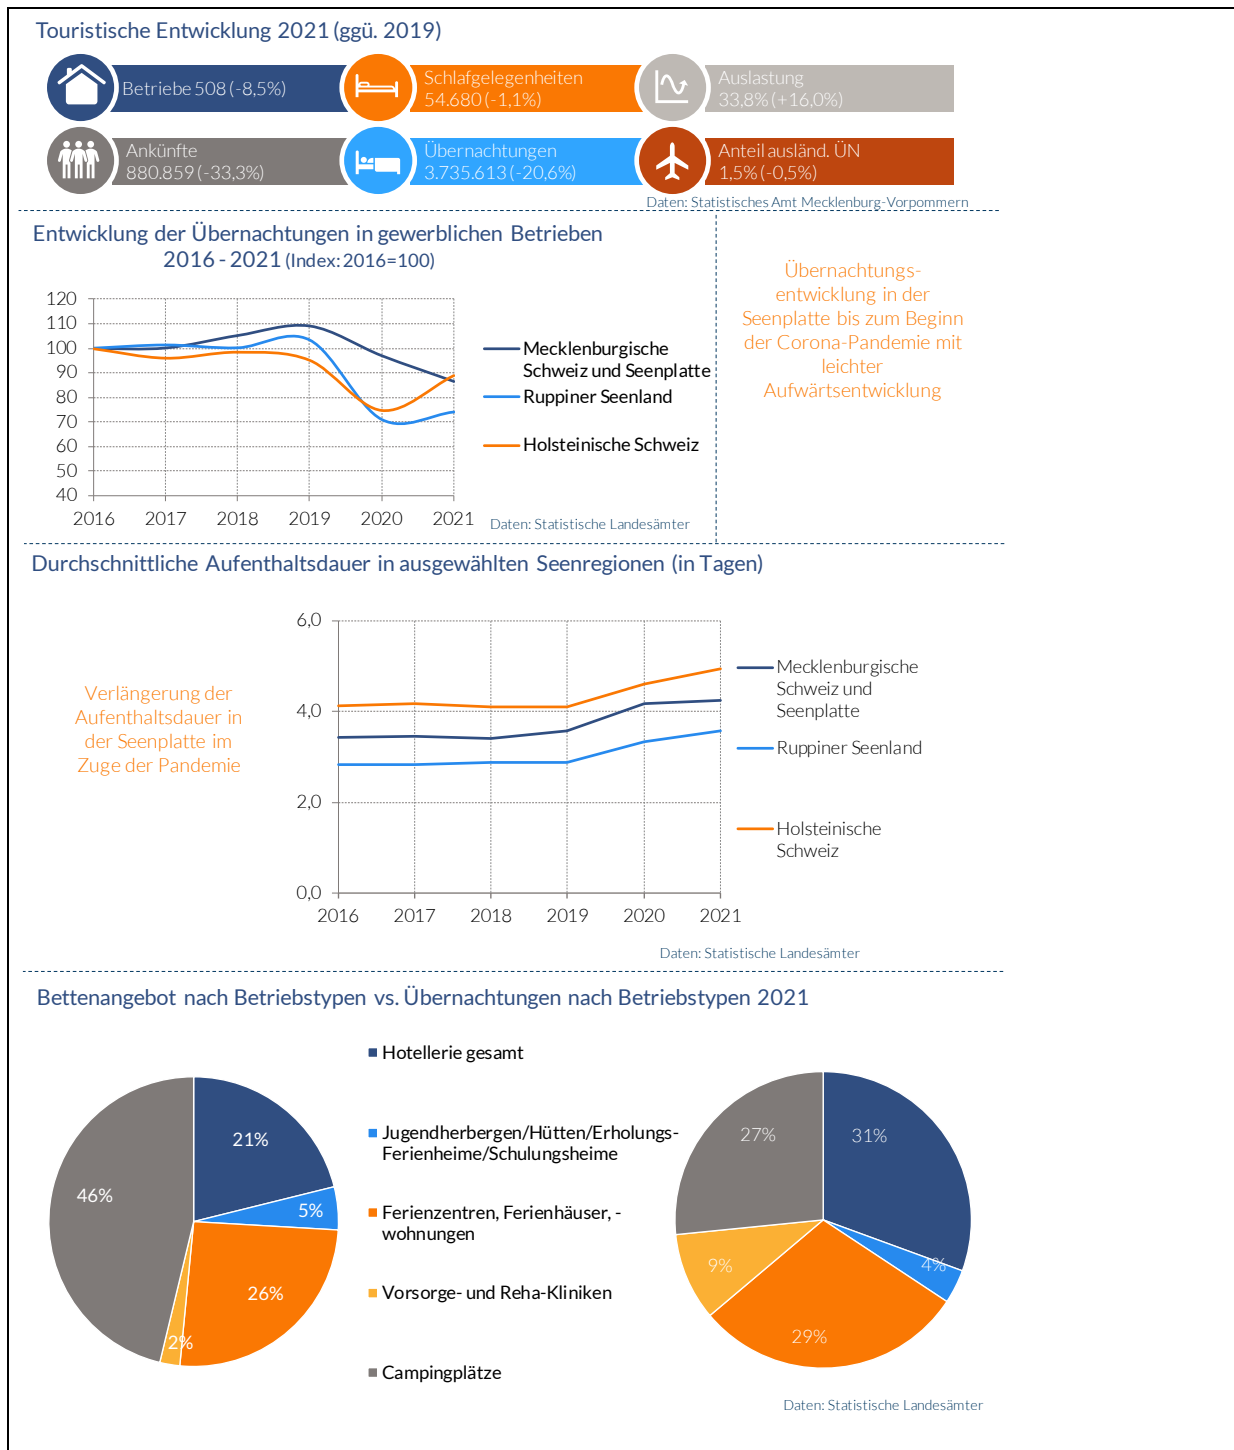 Touristische Entwicklung 2021 (ggü. 2019)
Betriebe 508 (-8,5%)
Schlafgelegenheiten
54.680 (-1,1%)
Auslastung
33,8% (+16,0%)
Ankünfte
880.859 (-33,3%)
Übernachtungen
3.735.613 (-20,6%)
Anteil ausländ. ÜN
1,5% (-0,5%)
Daten: Statistisches Amt Mecklenburg-Vorpommern
Entwicklung der Übernachtungen in gewerblichen Betrieben
2016 - 2021 (Index: 2016=100)
120
110
100
90
80
70
60
50
40
2016 2017 2018 2019 2020 2021
Mecklenburgische
Schweiz und Seenplatte
Ruppiner Seenland
Holsteinische Schweiz
Daten: Statistische Landesämter
Übernachtungs-
entwicklung in der
Seenplatte bis zum Beginn
der Corona-Pandemie mit
leichter
Aufwärtsentwicklung
Durchschnittliche Aufenthaltsdauer in ausgewählten Seenregionen (in Tagen)
Verlängerung der
Aufenthaltsdauer in
der Seenplatte im
Zuge der Pandemie
6,0
4,0
2,0
0,0
2016 2017 2018 2019 2020 2021
Mecklenburgische
Schweiz und
Seenplatte
Ruppiner Seenland
Holsteinische
Schweiz
Daten: Statistische Landesämter
Bettenangebot nach Betriebstypen vs. Übernachtungen nach Betriebstypen 2021
21%
5%
26%
2%
46%
Hotellerie gesamt
Jugendherbergen/Hütten/Erholungs-
Ferienheime/Schulungsheime
Ferienzentren, Ferienhäuser, -
wohnungen
Vorsorge- und Reha-Kliniken
Campingplätze
31%
4%
29%
9%
27%
Daten: Statistische Landesämter